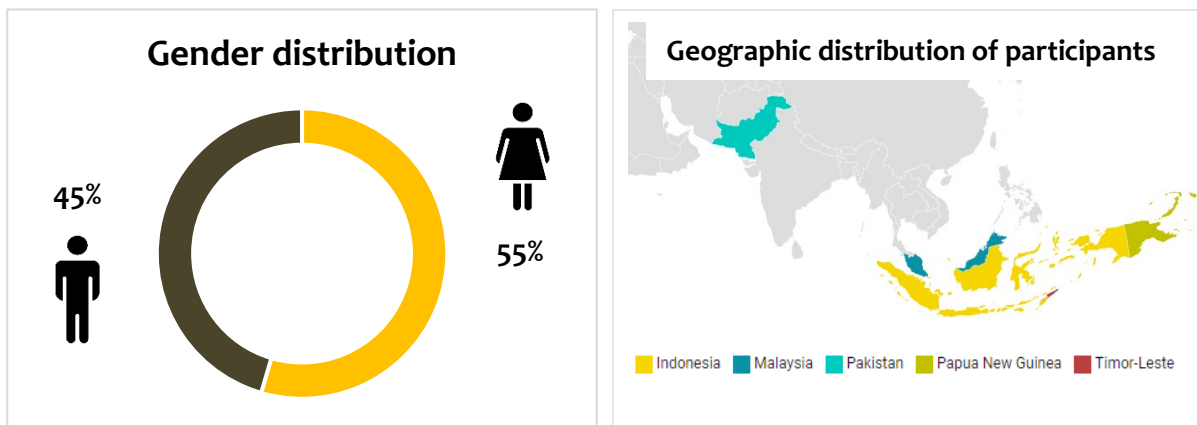 Gender distribution
45%
55%
Geographic distribution of participants
Indonesia Malaysia Pakistan Papua New Guinea Timor-Leste